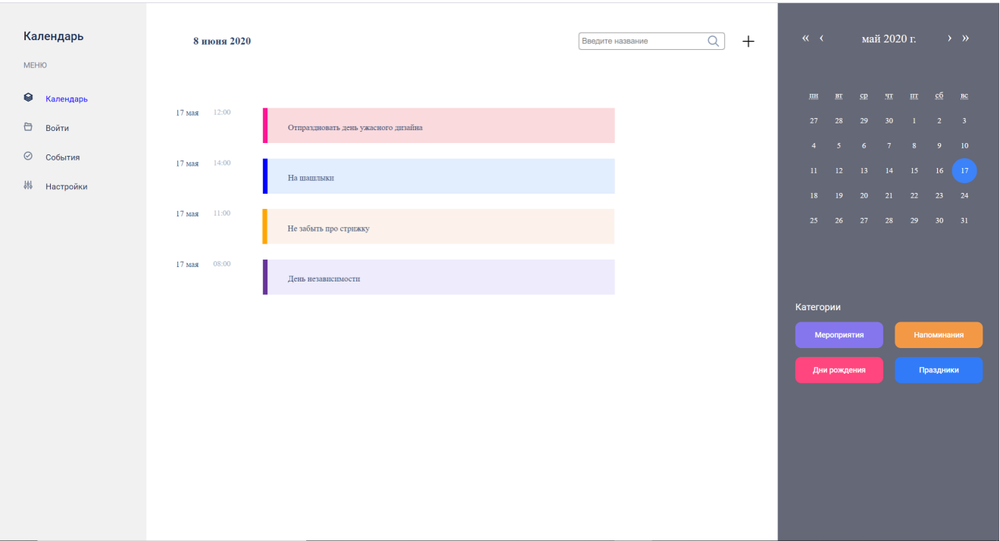 Календарь
МЕНЮ
Календарь
Войти
События
Настройки
8 июня 2020
Введите название
17 мая 12:00
Отпраздновать день ужасного дизайна
17 мая 14:00
На шашлыки
17 мая 11:00
Не забыть про стрижку
17 мая 08:00
День независимости
« ‹ май 2020 г. › »
пн вт ср чт пт сб вс
27 28 29 30 1 2 3
4 5 6 7 8 9 10
11 12 13 14 15 16 17
18 19 20 21 22 23 24
25 26 27 28 29 30 31
Категории
Мероприятия Напоминания
Дни рождения Праздники